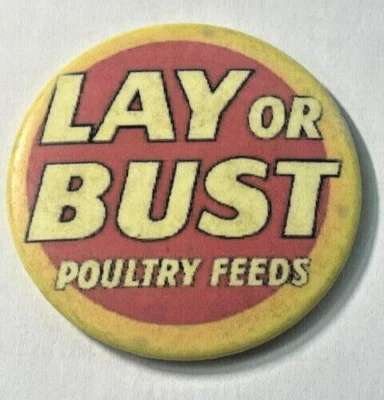 LAY OR
BUST
POULTRY FEEDS